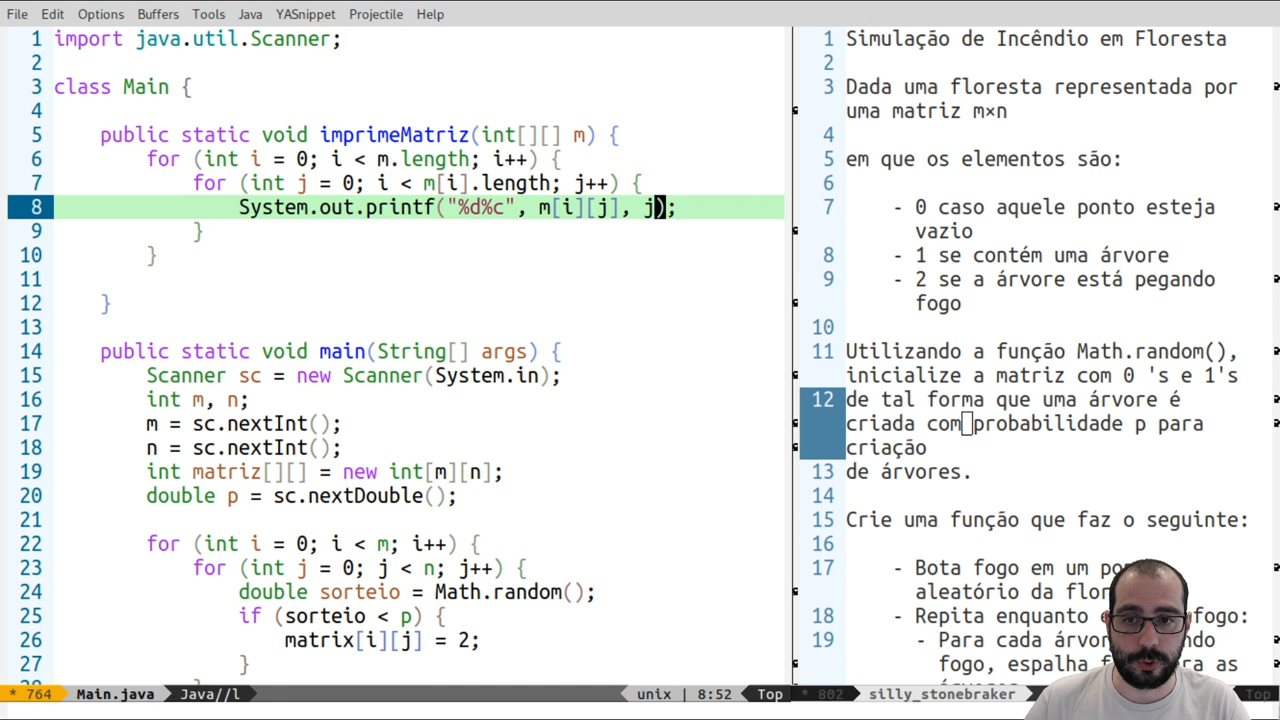 File Edit Options Buffers Tools Java YASnippet Projectile Help
1 import java.util.Scanner;
2
3 class Main {
4
5 public static void imprimeMatriz(int[][] m) {
6 for (int i = 0; i < m.length; i++) {
7 for (int j = 0; i < m[i].length; j++) {
8 System.out.printf("%d%c", m[i][j], j);
9 }
10 }
11
12 }
13
14 public static void main(String[] args) {
15 Scanner sc = new Scanner(System.in);
16 int m, n;
17 m = sc.nextInt();
18 n = sc.nextInt();
19 int matriz[][] = new int[m][n];
20 double p = sc.nextDouble();
21
22 for (int i = 0; i < m; i++) {
23 for (int j = 0; j < n; j++) {
24 double sorteio = Math.random();
25 if (sorteio < p) {
26 matrix[i][j] = 2;
27 }
* 764 Main.java Java//l unix | 8:52 Top
1 Simulação de Incêndio em Floresta
2
3 Dada uma floresta representada por
uma matriz m×n
4
5 em que os elementos são:
6
7 - 0 caso aquele ponto esteja
vazio
8 - 1 se contém uma árvore
9 - 2 se a árvore está pegando
fogo
10
11 Utilizando a função Math.random(),
inicialize a matriz com 0 's e 1's
12 de tal forma que uma árvore é
criada com probabilidade p para
criação
13 de árvores.
14
15 Crie uma função que faz o seguinte:
16
17 - Bota fogo em um
aleatório da
18 - Repita enquanto fogo:
19 - Para cada
fogo, espalha as
* 802 silly_stonebraker Top